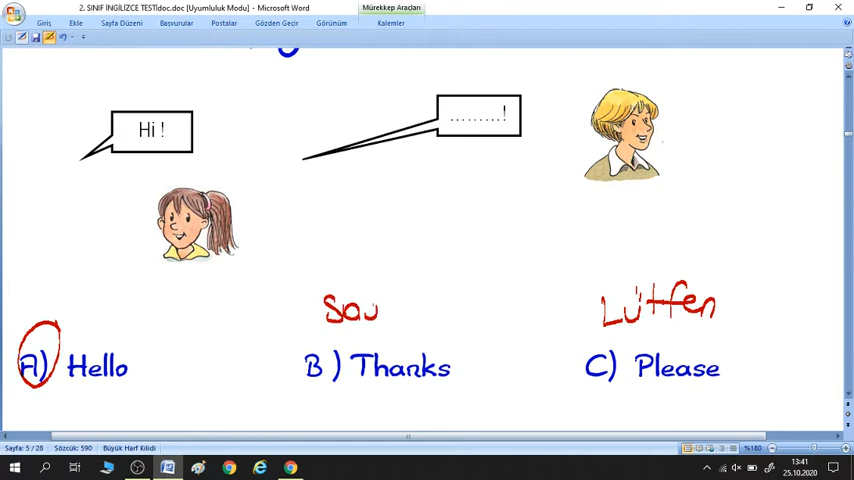 2. SINIF İNGİLİZCE TESTİdoc.doc [Uyumluluk Modu] - Microsoft Word
Mürekkep Araçları
Giriş Ekle Sayfa Düzeni Başvurular Postalar Gözden Geçir Görünüm Kalemler
Hi !
.........!
Sau
Lütfen
A) Hello
B ) Thanks
C) Please
Sayfa: 5 / 28 Sözcük: 590 Büyük Harf Kilidi
%180
13:41
25.10.2020